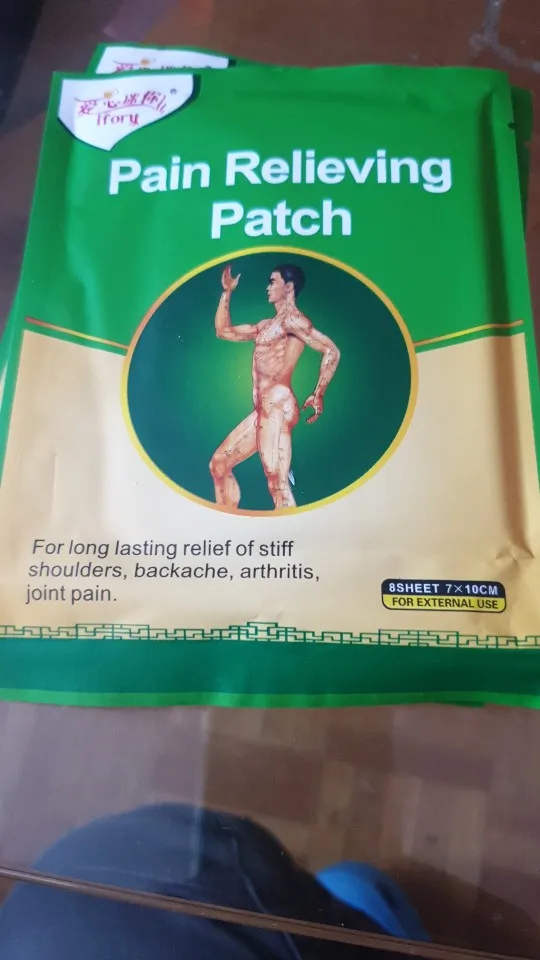 ifory
®
Pain Relieving
Patch
For long lasting relief of stiff
shoulders, backache, arthritis,
joint pain.
8SHEET 7×10CM
FOR EXTERNAL USE